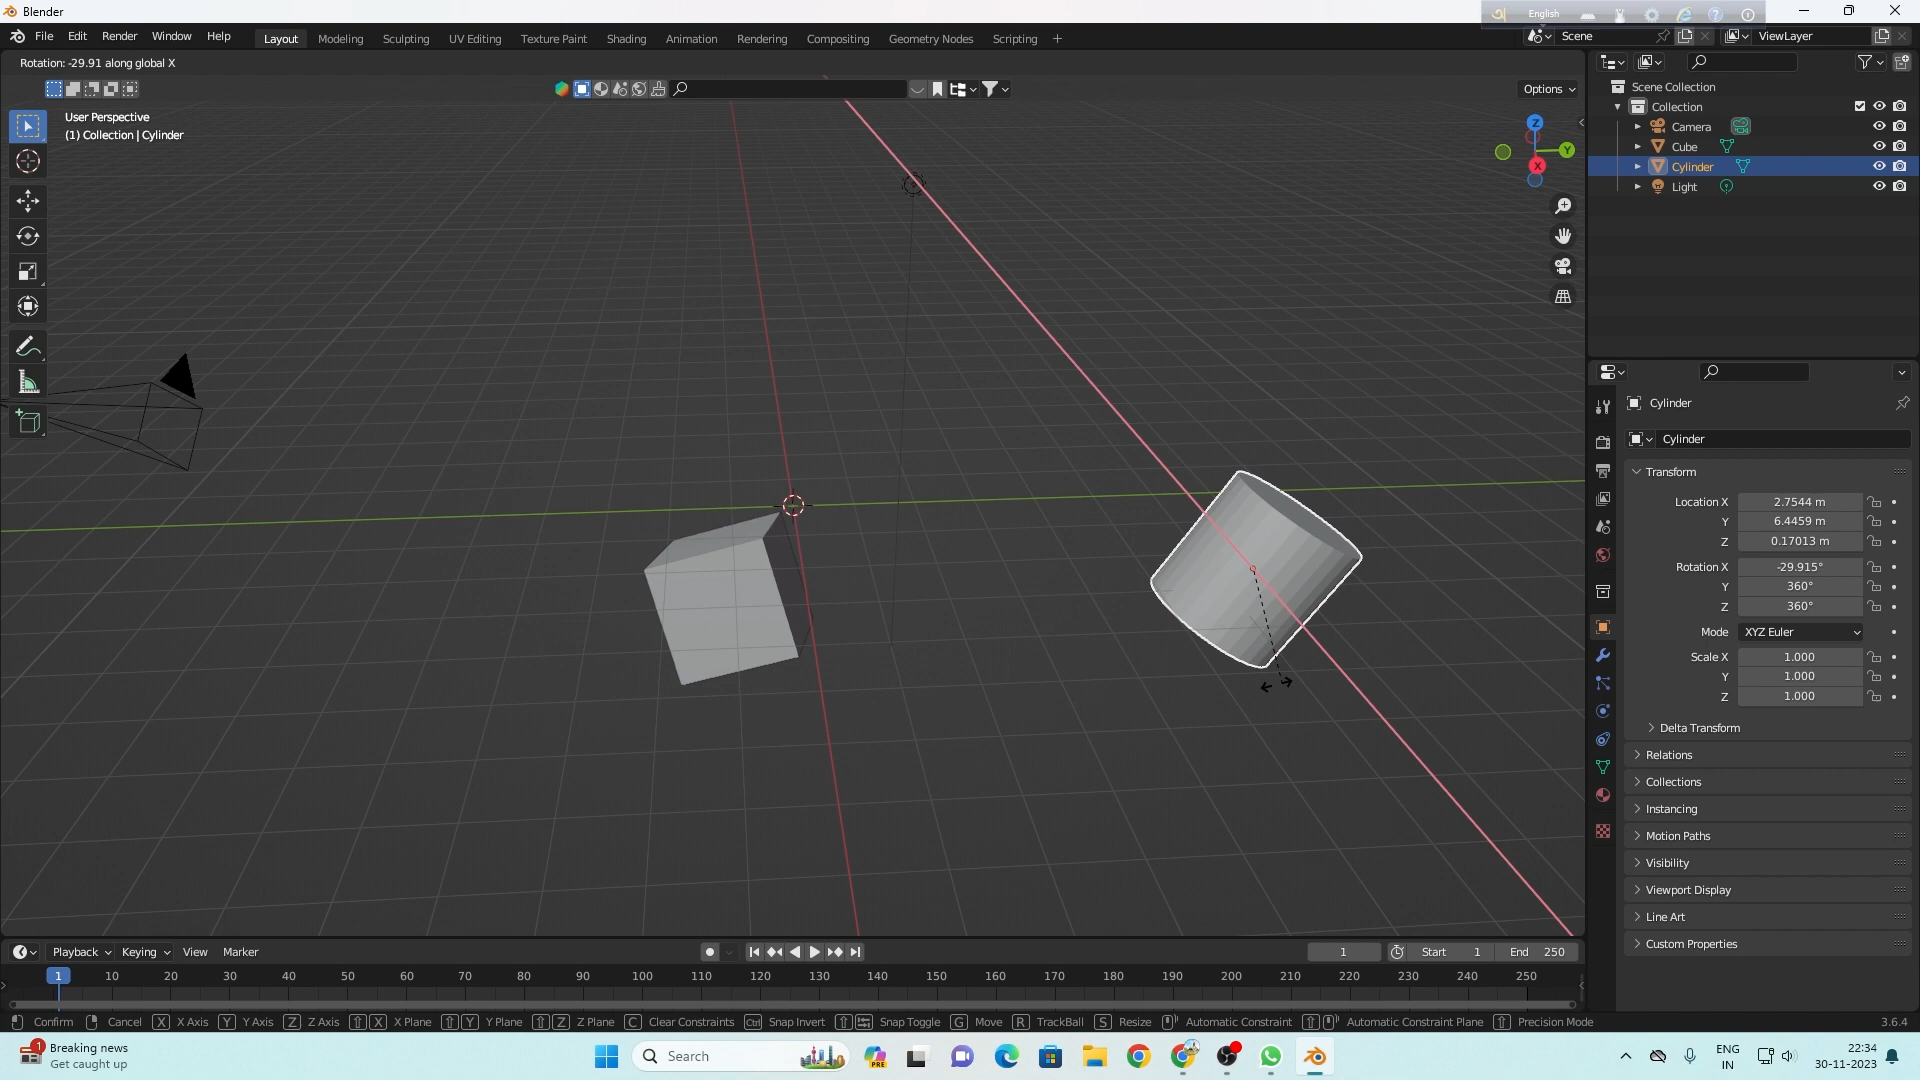 Blender
English
File Edit Render Window Help Layout Modeling Sculpting UV Editing Texture Paint Shading Animation Rendering Compositing Geometry Nodes Scripting + Scene ViewLayer
Rotation: -29.91 along global X
Options
User Perspective
(1) Collection | Cylinder
Z
Y
X
Scene Collection
Collection
Camera
Cube
Cylinder
Light
Cylinder
Cylinder
Transform
Location X 2.7544 m
Y 6.4459 m
Z 0.17013 m
Rotation X -29.915°
Y 360°
Z 360°
Mode XYZ Euler
Scale X 1.000
Y 1.000
Z 1.000
Delta Transform
Relations
Collections
Instancing
Motion Paths
Visibility
Viewport Display
Line Art
Custom Properties
Playback Keying View Marker 1 Start 1 End 250
1 10 20 30 40 50 60 70 80 90 100 110 120 130 140 150 160 170 180 190 200 210 220 230 240 250
Confirm Cancel X X Axis Y Y Axis Z Z Axis X X Plane Y Y Plane Z Z Plane C Clear Constraints Ctrl Snap Invert Snap Toggle G Move R TrackBall S Resize Automatic Constraint Automatic Constraint Plane Precision Mode 3.6.4
1 Breaking news
Get caught up
Search
PRE
ENG
IN
22:34
30-11-2023